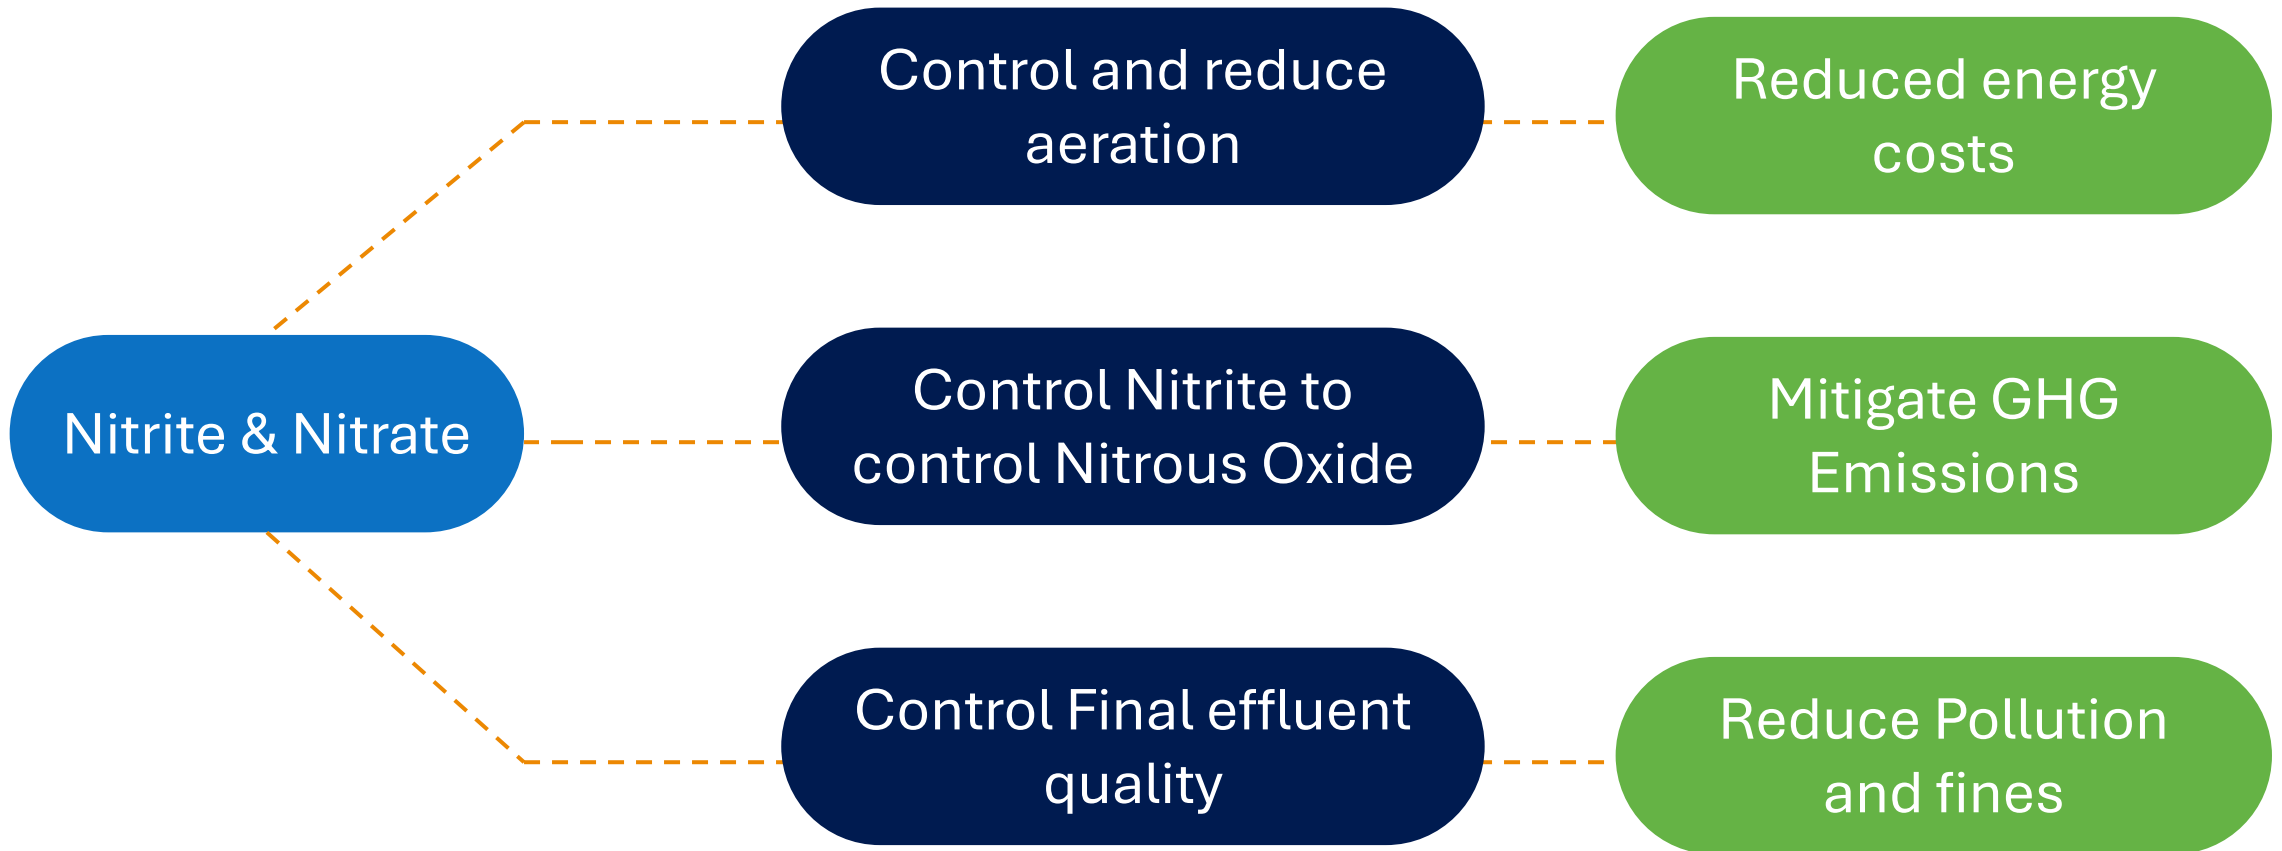 Control and reduce
aeration
Reduced energy
costs
Nitrite & Nitrate
Control Nitrite to
control Nitrous Oxide
Mitigate GHG
Emissions
Control Final effluent
quality
Reduce Pollution
and fines